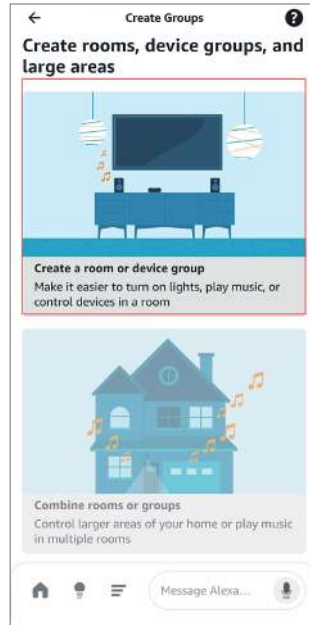 Create Groups
?
Create rooms, device groups, and
large areas
Create a room or device group
Make it easier to turn on lights, play music, or
control devices in a room
Combine rooms or groups
Control larger areas of your home or play music
in multiple rooms
Message Alexa...